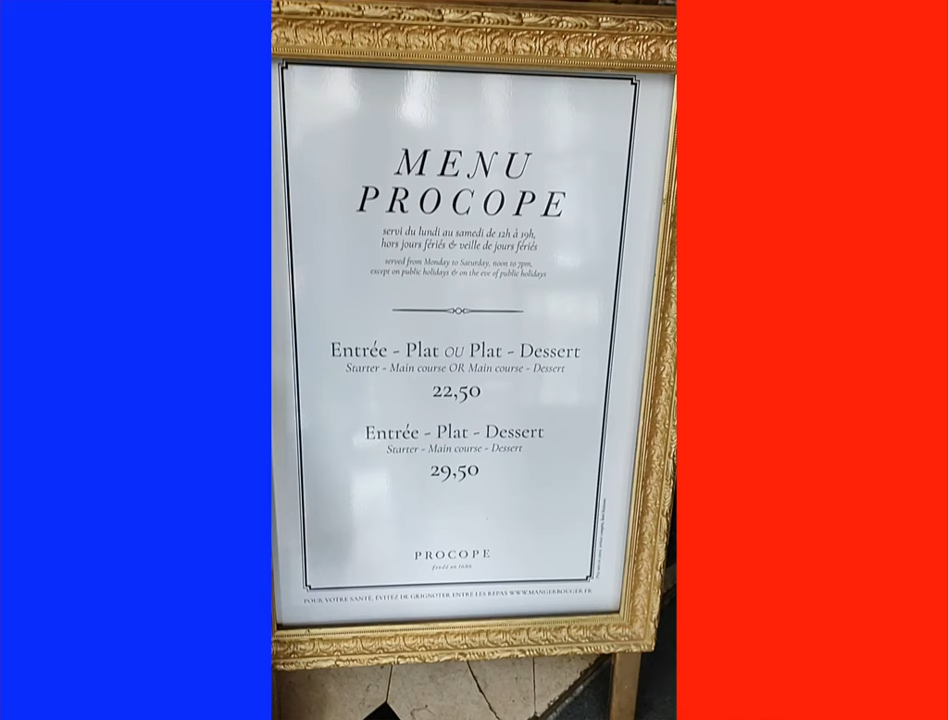 MENU
PROCOPE
servi du lundi au samedi de 12h à 19h,
hors jours fériés & veille de jours fériés
served from Monday to Saturday, noon to 7pm,
except on public holidays & on the eve of public holidays
Entrée - Plat OU Plat - Dessert
Starter - Main course OR Main course - Dessert
22,50
Entrée - Plat - Dessert
Starter - Main course - Dessert
29,50
PROCOPE
fondé en 1686
POUR VOTRE SANTÉ, ÉVITEZ DE GRIGNOTER ENTRE LES REPAS WWW.MANGERBOUGER.FR